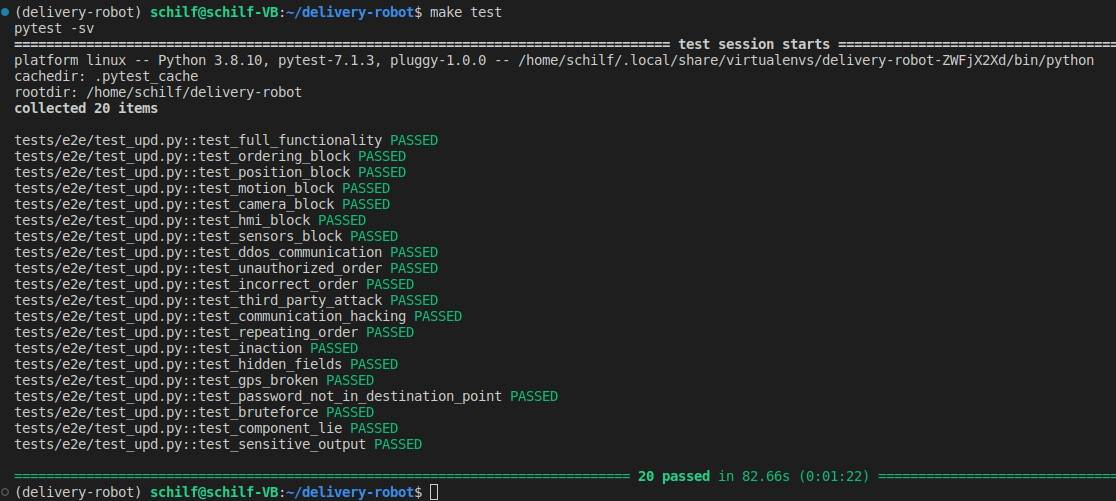 (delivery-robot) schilf@schilf-VB:~/delivery-robot$ make test
pytest -sv
============================================================================== test session starts ==================================
platform linux -- Python 3.8.10, pytest-7.1.3, pluggy-1.0.0 -- /home/schilf/.local/share/virtualenvs/delivery-robot-ZWFjX2Xd/bin/python
cachedir: .pytest_cache
rootdir: /home/schilf/delivery-robot
collected 20 items
tests/e2e/test_upd.py::test_full_functionality PASSED
tests/e2e/test_upd.py::test_ordering_block PASSED
tests/e2e/test_upd.py::test_position_block PASSED
tests/e2e/test_upd.py::test_motion_block PASSED
tests/e2e/test_upd.py::test_camera_block PASSED
tests/e2e/test_upd.py::test_hmi_block PASSED
tests/e2e/test_upd.py::test_sensors_block PASSED
tests/e2e/test_upd.py::test_ddos_communication PASSED
tests/e2e/test_upd.py::test_unauthorized_order PASSED
tests/e2e/test_upd.py::test_incorrect_order PASSED
tests/e2e/test_upd.py::test_third_party_attack PASSED
tests/e2e/test_upd.py::test_communication_hacking PASSED
tests/e2e/test_upd.py::test_repeating_order PASSED
tests/e2e/test_upd.py::test_inaction PASSED
tests/e2e/test_upd.py::test_hidden_fields PASSED
tests/e2e/test_upd.py::test_gps_broken PASSED
tests/e2e/test_upd.py::test_password_not_in_destination_point PASSED
tests/e2e/test_upd.py::test_bruteforce PASSED
tests/e2e/test_upd.py::test_component_lie PASSED
tests/e2e/test_upd.py::test_sensitive_output PASSED
============================================================================= 20 passed in 82.66s (0:01:22) ==============================
(delivery-robot) schilf@schilf-VB:~/delivery-robot$